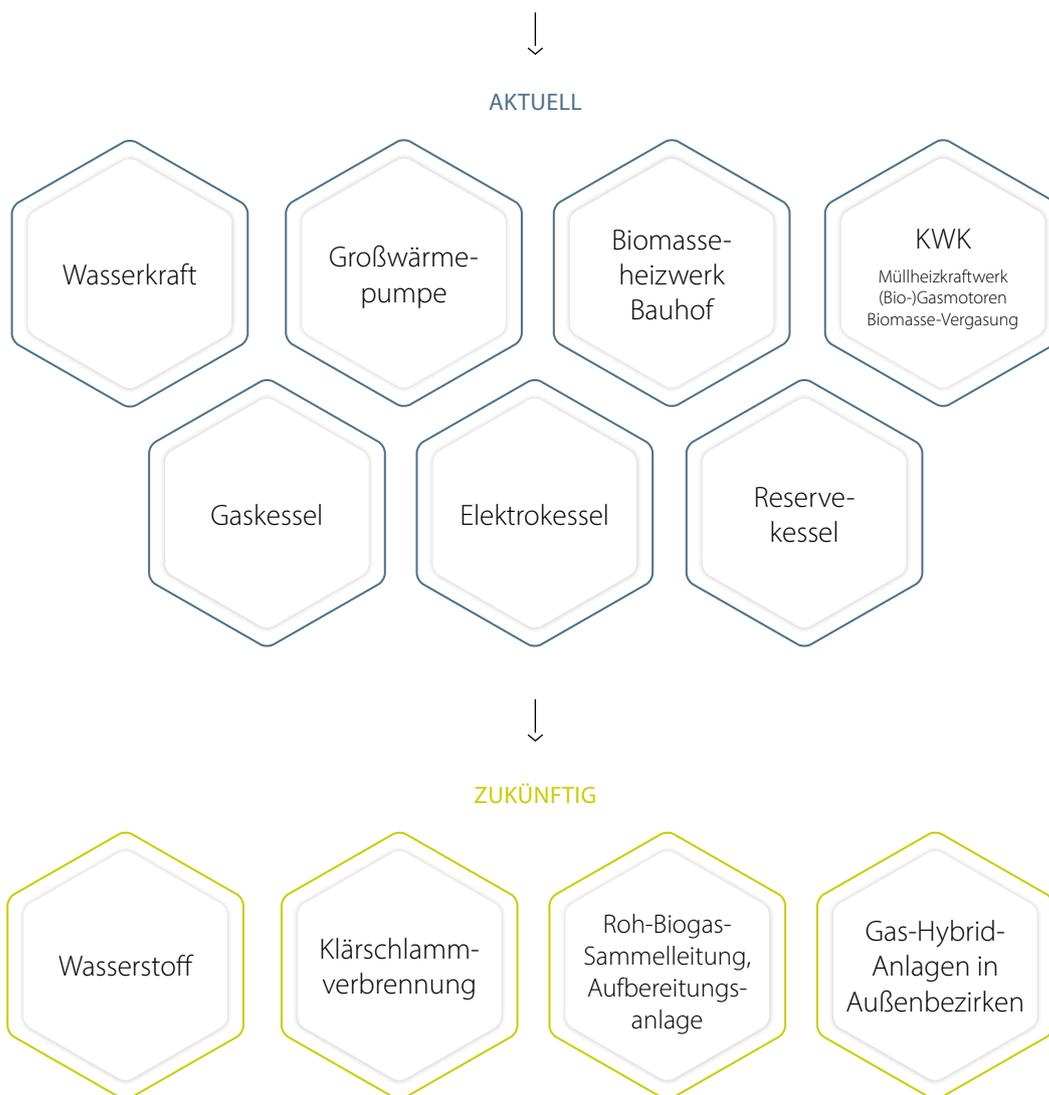 AKTUELL
Wasserkraft
Großwärme-
pumpe
Biomasse-
heizwerk
Bauhof
KWK
Müllheizkraftwerk
(Bio-)Gasmotoren
Biomasse-Vergasung
Gaskessel
Elektrokessel
Reserve-
kessel
ZUKÜNFTIG
Wasserstoff
Klärschlamm-
verbrennung
Roh-Biogas-
Sammelleitung,
Aufbereitungs-
anlage
Gas-Hybrid-
Anlagen in
Außenbezirken